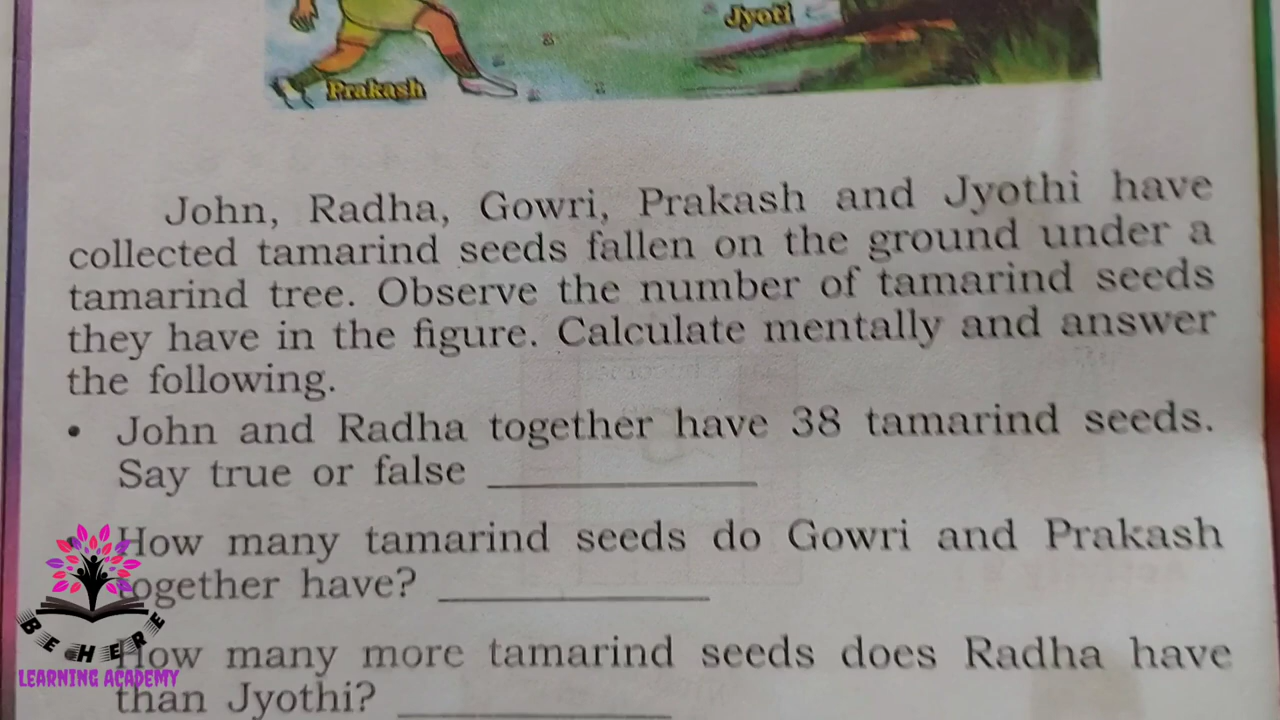 Jyoti
Prakash
John, Radha, Gowri, Prakash and Jyothi have
collected tamarind seeds fallen on the ground under a
tamarind tree. Observe the number of tamarind seeds
they have in the figure. Calculate mentally and answer
the following.
• John and Radha together have 38 tamarind seeds.
Say true or false ____________
How many tamarind seeds do Gowri and Prakash
together have? ____________
How many more tamarind seeds does Radha have
than Jyothi? ____________
BE HERE
LEARNING ACADEMY